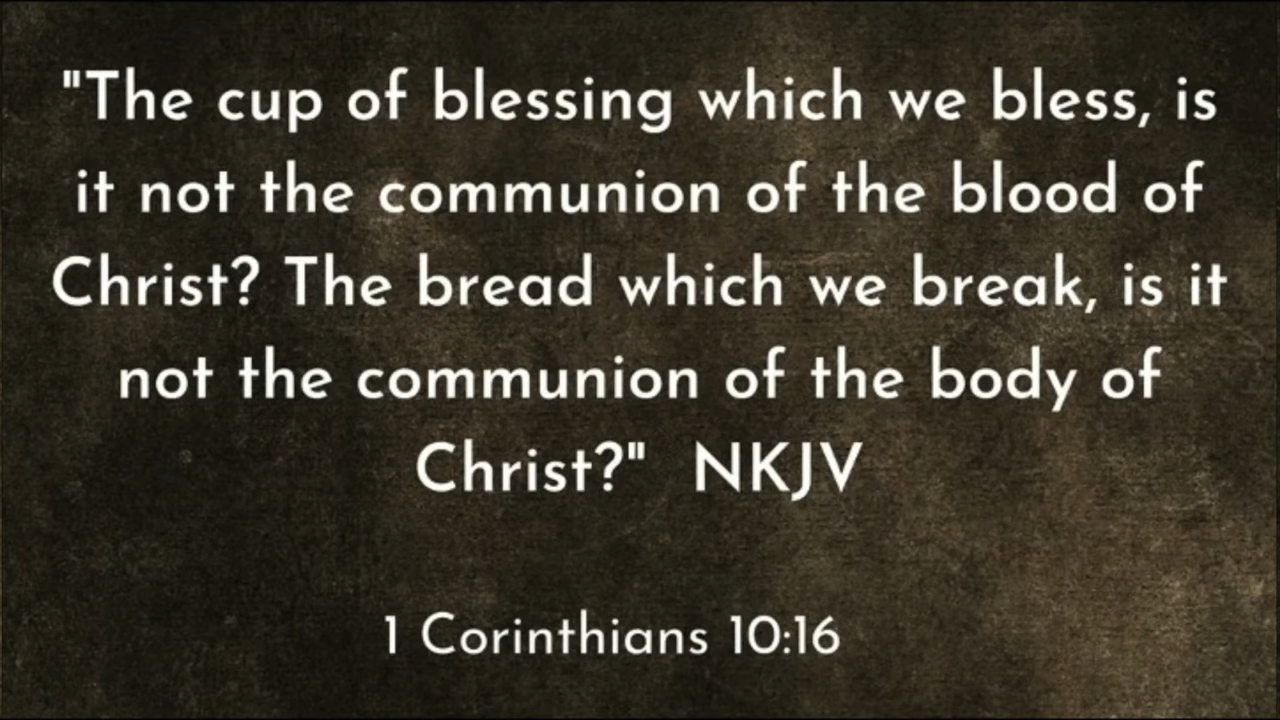 "The cup of blessing which we bless, is
it not the communion of the blood of
Christ? The bread which we break, is it
not the communion of the body of
Christ?"  NKJV
1 Corinthians 10:16